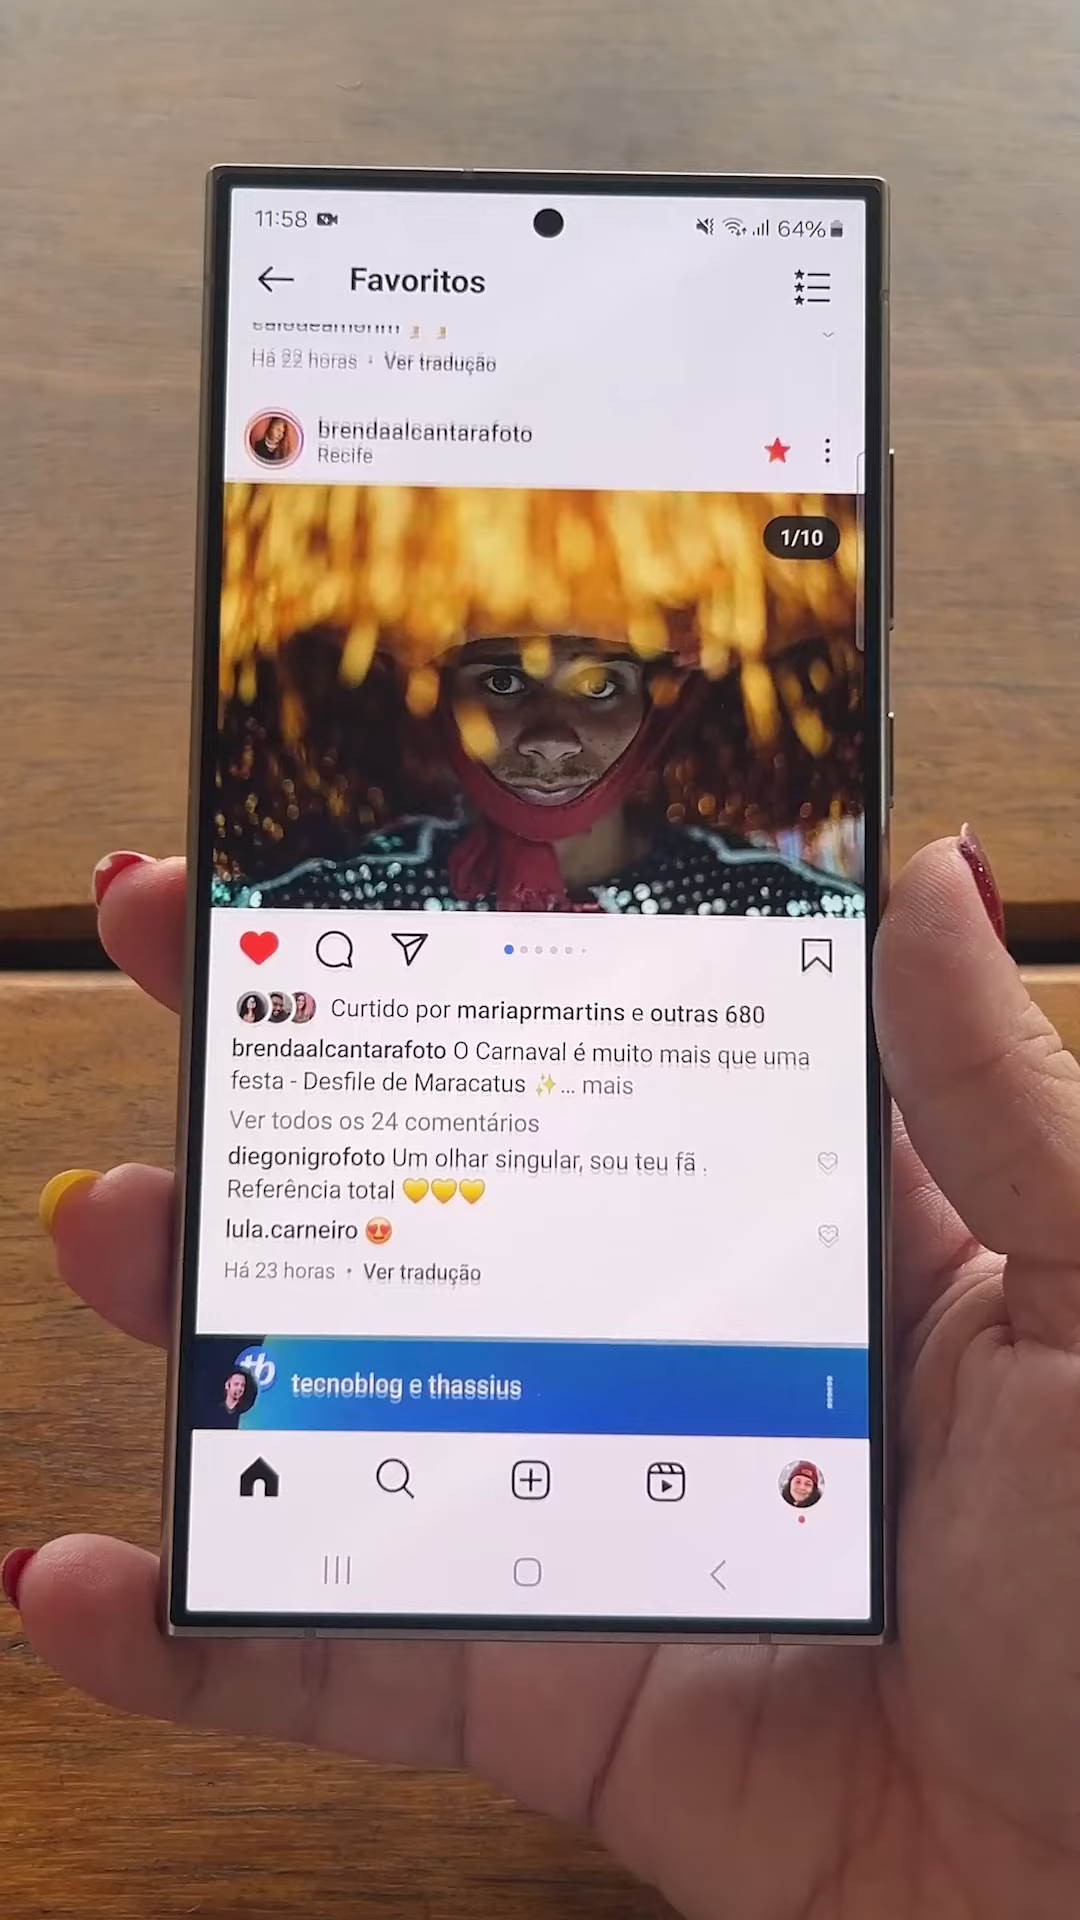 11:58
64%
Favoritos
Há 22 horas • Ver tradução
brendaalcantarafoto
Recife
1/10
Curtido por mariaprmartins e outras 680
brendaalcantarafoto O Carnaval é muito mais que uma
festa - Desfile de Maracatus ✨... mais
Ver todos os 24 comentários
diegonigrofoto Um olhar singular, sou teu fã .
Referência total 💛💛💛
lula.carneiro 😍
Há 23 horas • Ver tradução
tb
tecnoblog e thassius